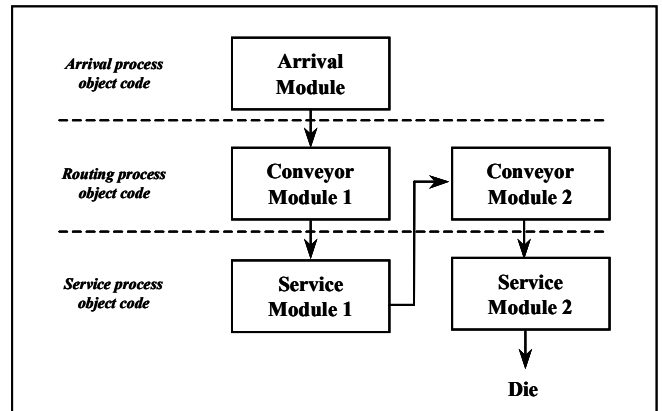 Arrival process
object code
Arrival
Module
Routing process
object code
Conveyor
Module 1
Conveyor
Module 2
Service process
object code
Service
Module 1
Service
Module 2
Die